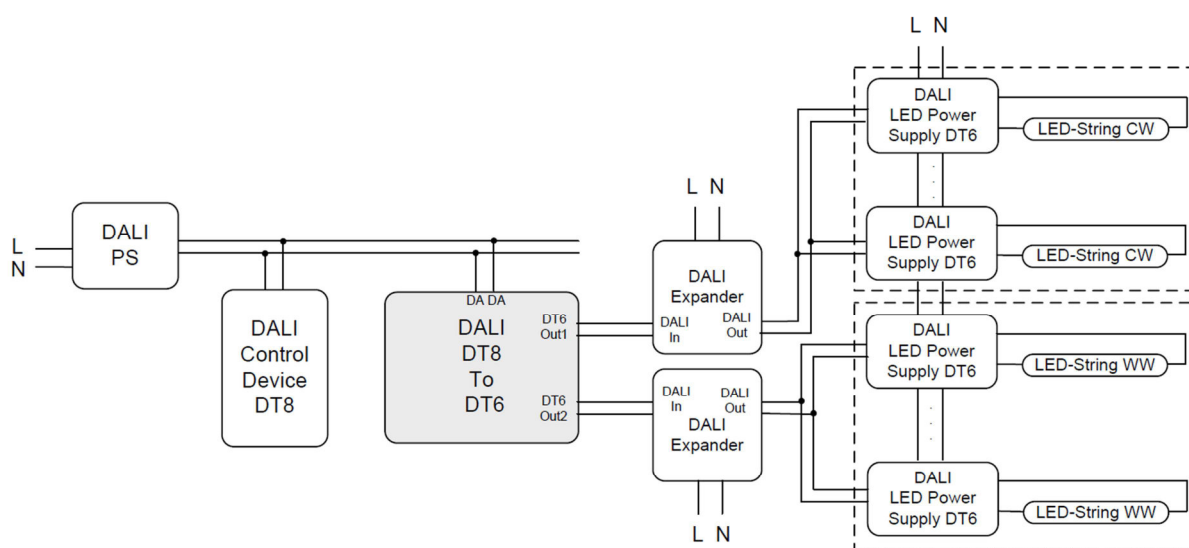 L N
DALI
LED Power
Supply DT6
LED-String CW
L N
DALI
PS
L
N
DALI
Control
Device
DT8
DA DA
DALI
DT8
To
DT6
DT6
Out1
DT6
Out2
DALI
Expander
DALI
In
DALI
Out
DALI
In
DALI
Out
DALI
Expander
L N
DALI
LED Power
Supply DT6
LED-String CW
DALI
LED Power
Supply DT6
LED-String WW
DALI
LED Power
Supply DT6
LED-String WW